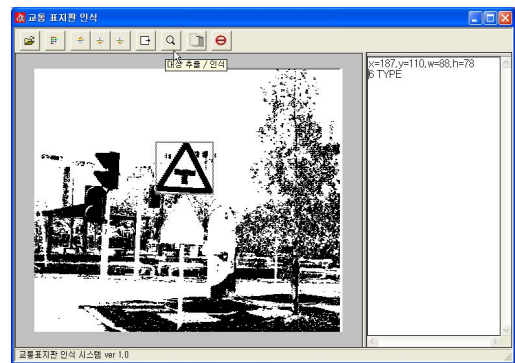 교통 표지판 인식
대상 추출 / 인식
x=187,y=110,w=88,h=78
6 TYPE
교통표지판 인식 시스템 ver 1.0